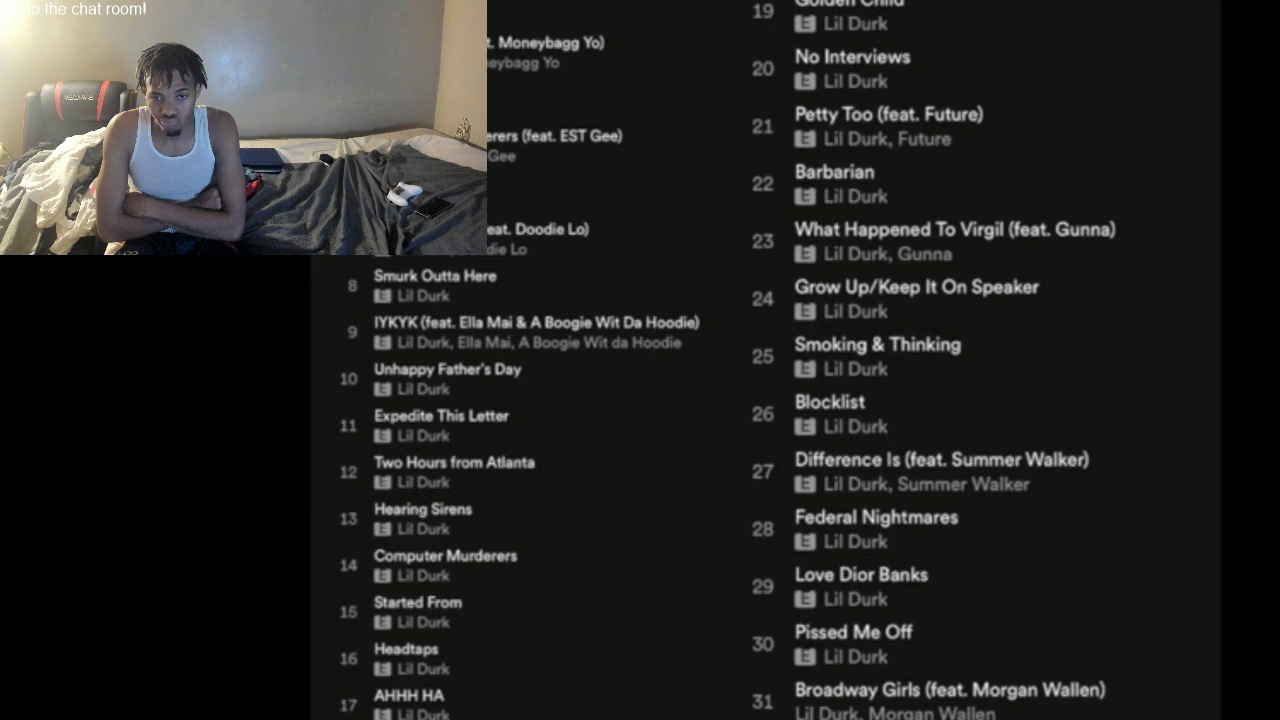 to the chat room!
t. Moneybagg Yo)
eybagg Yo
erers (feat. EST Gee)
Gee
eat. Doodie Lo)
die Lo
8
Smurk Outta Here
E Lil Durk
9
IYKYK (feat. Ella Mai & A Boogie Wit Da Hoodie)
E Lil Durk, Ella Mai, A Boogie Wit da Hoodie
10
Unhappy Father's Day
E Lil Durk
11
Expedite This Letter
E Lil Durk
12
Two Hours from Atlanta
E Lil Durk
13
Hearing Sirens
E Lil Durk
14
Computer Murderers
E Lil Durk
15
Started From
E Lil Durk
16
Headtaps
E Lil Durk
17
AHHH HA
E Lil Durk
19
Golden Child
E Lil Durk
20
No Interviews
E Lil Durk
21
Petty Too (feat. Future)
E Lil Durk, Future
22
Barbarian
E Lil Durk
23
What Happened To Virgil (feat. Gunna)
E Lil Durk, Gunna
24
Grow Up/Keep It On Speaker
E Lil Durk
25
Smoking & Thinking
E Lil Durk
26
Blocklist
E Lil Durk
27
Difference Is (feat. Summer Walker)
E Lil Durk, Summer Walker
28
Federal Nightmares
E Lil Durk
29
Love Dior Banks
E Lil Durk
30
Pissed Me Off
E Lil Durk
31
Broadway Girls (feat. Morgan Wallen)
Lil Durk, Morgan Wallen